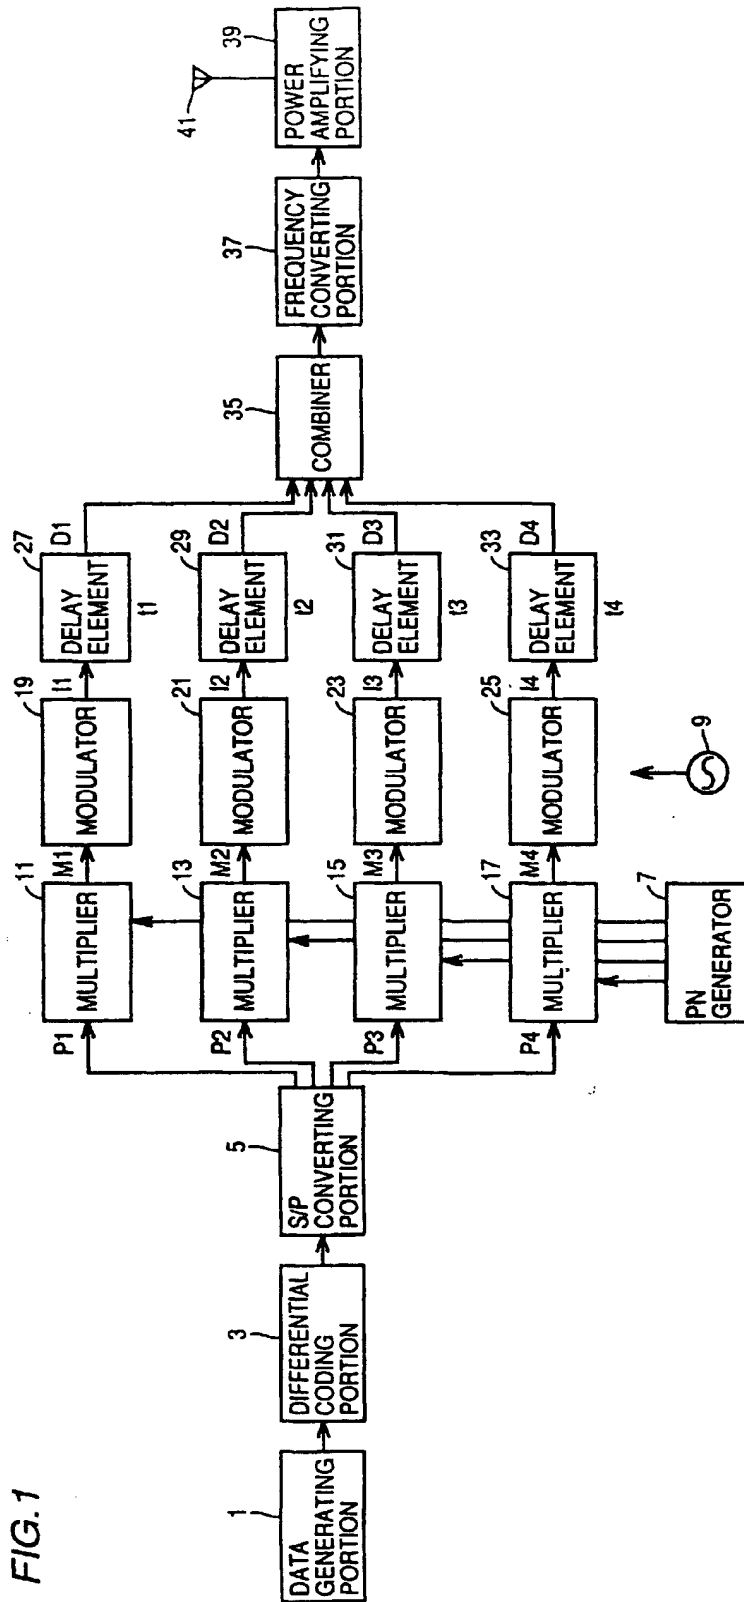 FIG.1
1
DATA
GENERATING
PORTION
3
DIFFERENTIAL
CODING
PORTION
5
S/P
CONVERTING
PORTION
P1
P2
P3
P4
11
MULTIPLIER
M1
13
MULTIPLIER
M2
15
MULTIPLIER
M3
17
MULTIPLIER
M4
7
PN
GENERATOR
19
MODULATOR
I1
21
MODULATOR
I2
23
MODULATOR
I3
25
MODULATOR
I4
9
27
DELAY
ELEMENT
D1
t1
29
DELAY
ELEMENT
D2
t2
31
DELAY
ELEMENT
D3
t3
33
DELAY
ELEMENT
D4
t4
35
COMBINER
37
FREQUENCY
CONVERTING
PORTION
39
POWER
AMPLIFYING
PORTION
41